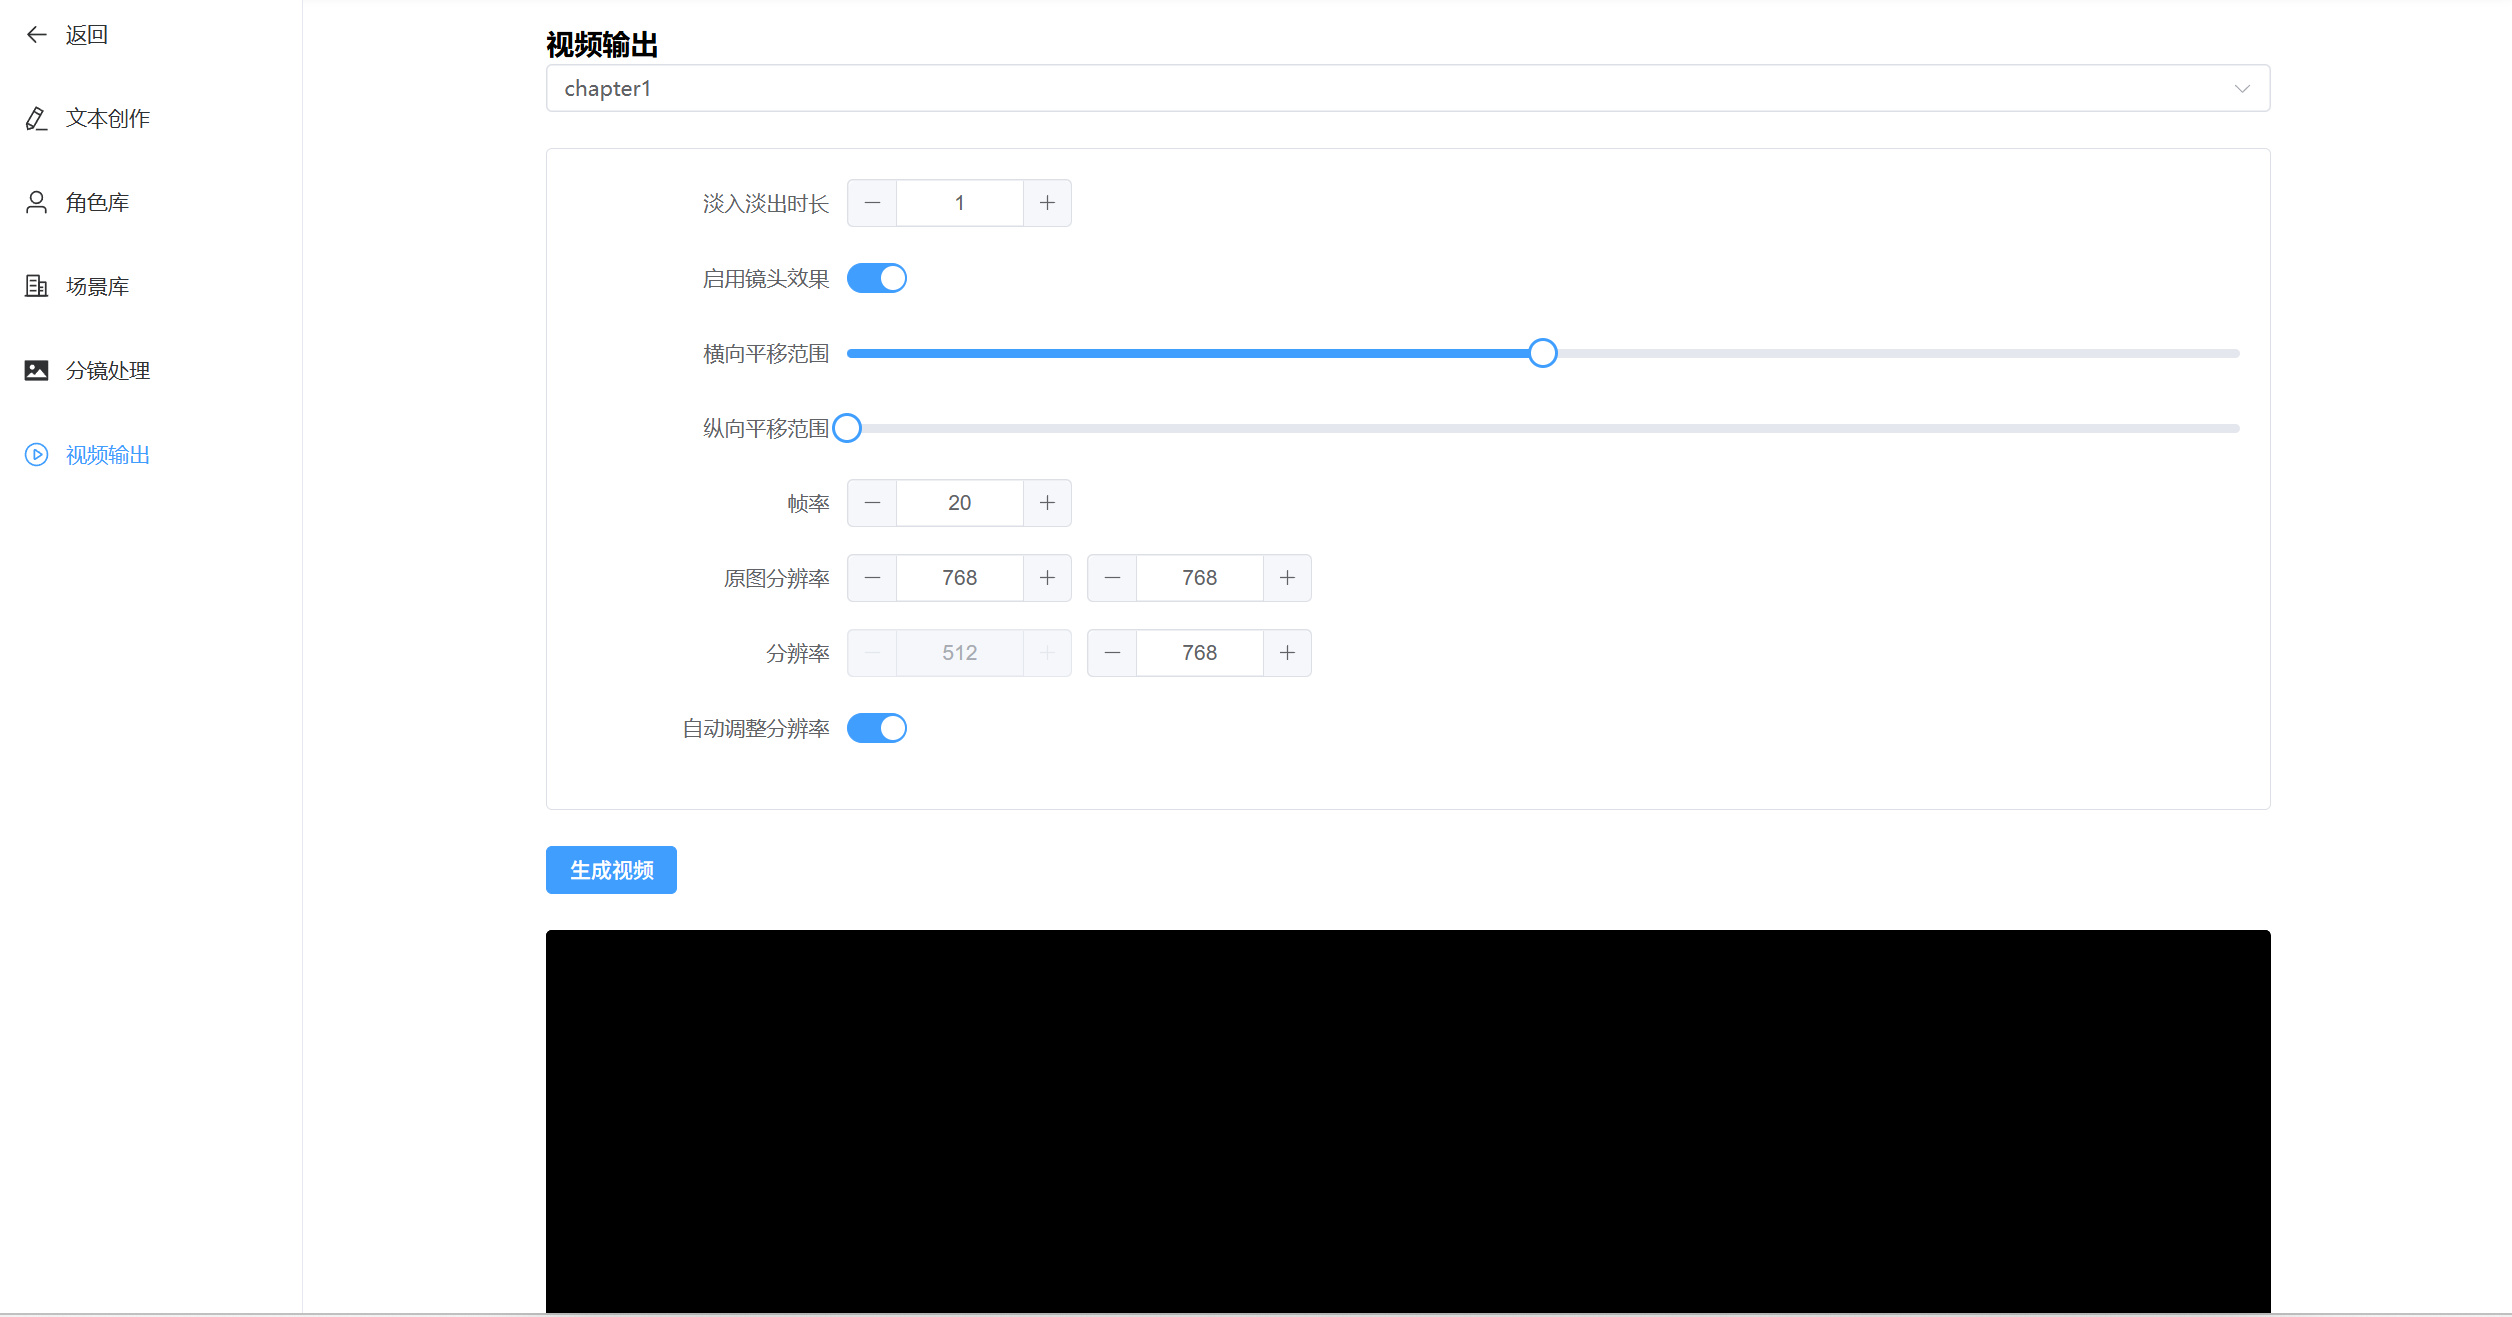 返回
文本创作
角色库
场景库
分镜处理
视频输出
视频输出
chapter1
淡入淡出时长 1
启用镜头效果
横向平移范围
纵向平移范围
帧率 20
原图分辨率 768 768
分辨率 512 768
自动调整分辨率
生成视频